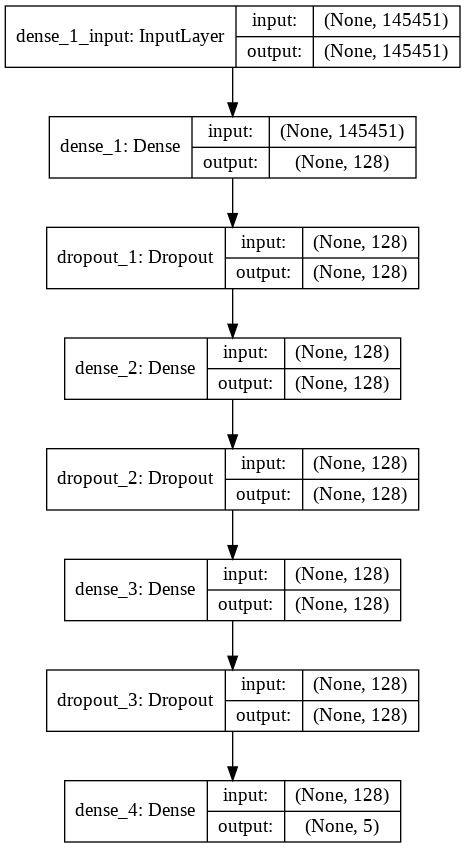 dense_1_input: InputLayer
input: (None, 145451)
output: (None, 145451)
dense_1: Dense
input: (None, 145451)
output: (None, 128)
dropout_1: Dropout
input: (None, 128)
output: (None, 128)
dense_2: Dense
input: (None, 128)
output: (None, 128)
dropout_2: Dropout
input: (None, 128)
output: (None, 128)
dense_3: Dense
input: (None, 128)
output: (None, 128)
dropout_3: Dropout
input: (None, 128)
output: (None, 128)
dense_4: Dense
input: (None, 128)
output: (None, 5)